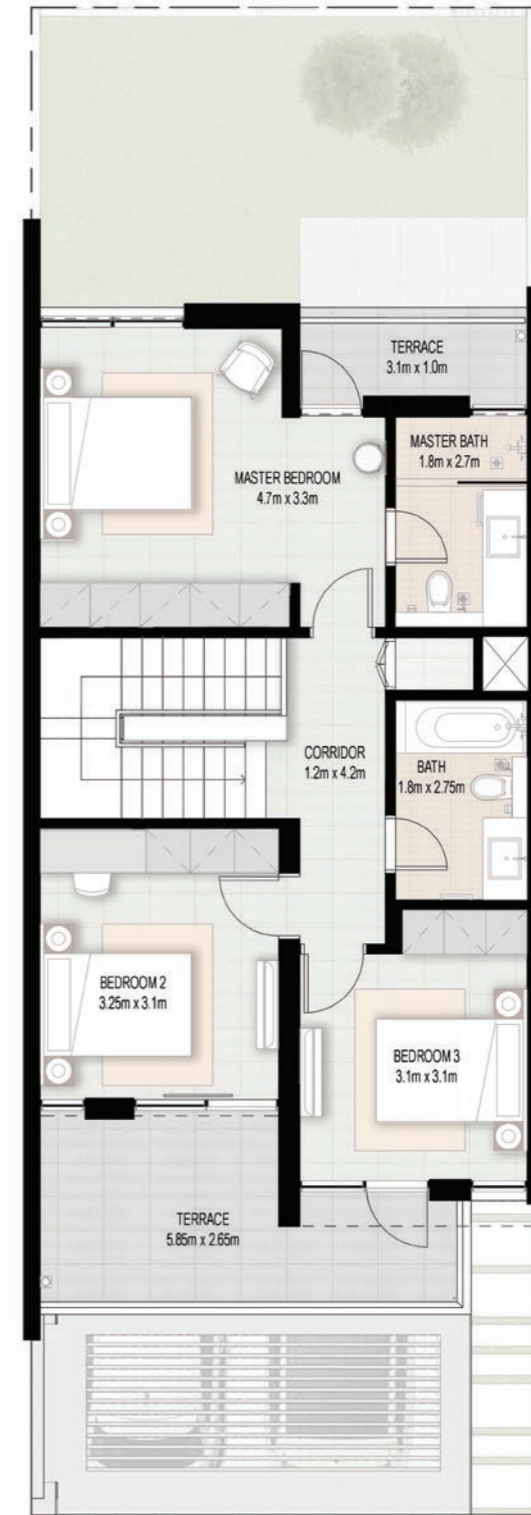 TERRACE
3.1m x 1.0m
MASTER BATH
1.8m x 2.7m
MASTER BEDROOM
4.7m x 3.3m
CORRIDOR
1.2m x 4.2m
BATH
1.8m x 2.75m
BEDROOM 2
3.25m x 3.1m
BEDROOM 3
3.1m x 3.1m
TERRACE
5.85m x 2.65m